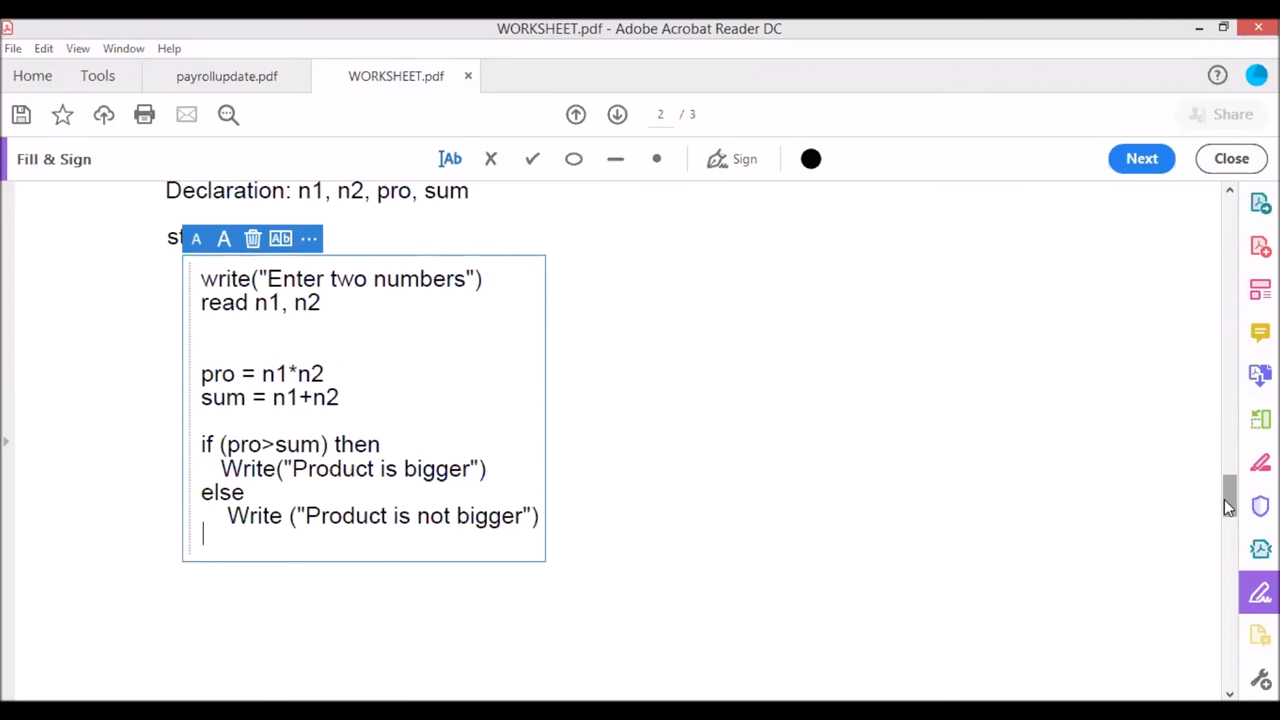 WORKSHEET.pdf - Adobe Acrobat Reader DC
File Edit View Window Help
Home Tools payrollupdate.pdf WORKSHEET.pdf
2 / 3 Share
Fill & Sign Ab Sign Next Close
Declaration: n1, n2, pro, sum
A A Ab
write("Enter two numbers")
read n1, n2
pro = n1*n2
sum = n1+n2
if (pro>sum) then
Write("Product is bigger")
else
Write ("Product is not bigger")